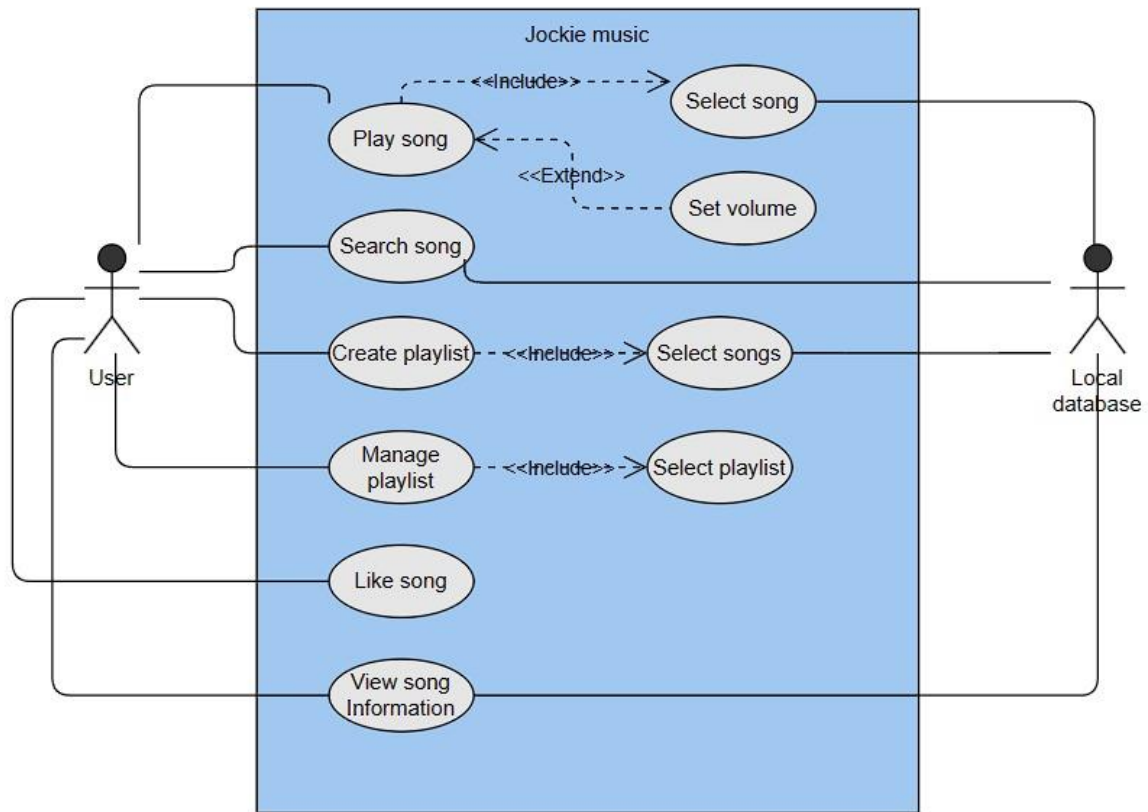 Jockie music
<<Include>>
Select song
Play song
<<Extend>>
Set volume
Search song
User
Create playlist
<<Include>>
Select songs
Local
database
Manage
playlist
<<Include>>
Select playlist
Like song
View song
Information